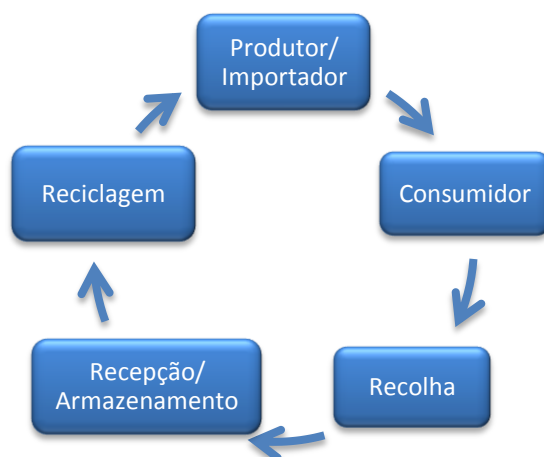 Produtor/
Importador
Consumidor
Recolha
Recepção/
Armazenamento
Reciclagem